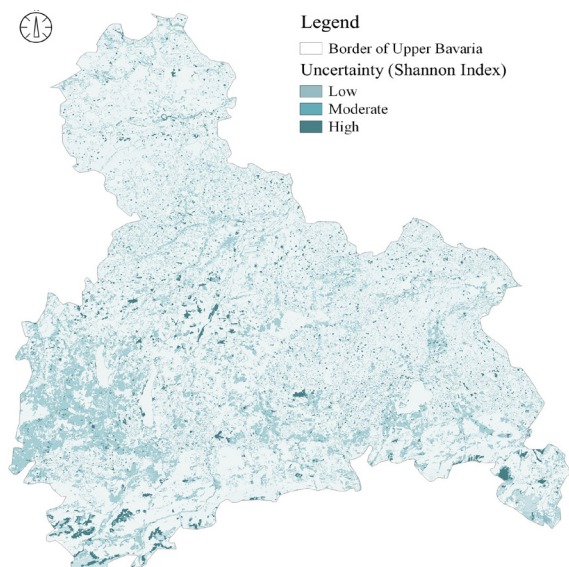 Legend
Border of Upper Bavaria
Uncertainty (Shannon Index)
Low
Moderate
High